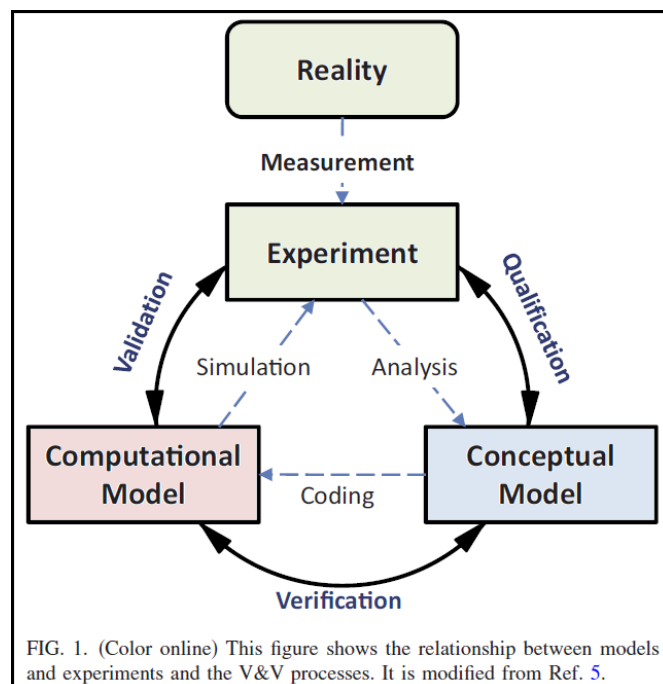 Reality
Measurement
Experiment
Validation
Qualification
Simulation
Analysis
Computational
Model
Conceptual
Model
Coding
Verification
FIG. 1. (Color online) This figure shows the relationship between models
and experiments and the V&V processes. It is modified from Ref. 5.